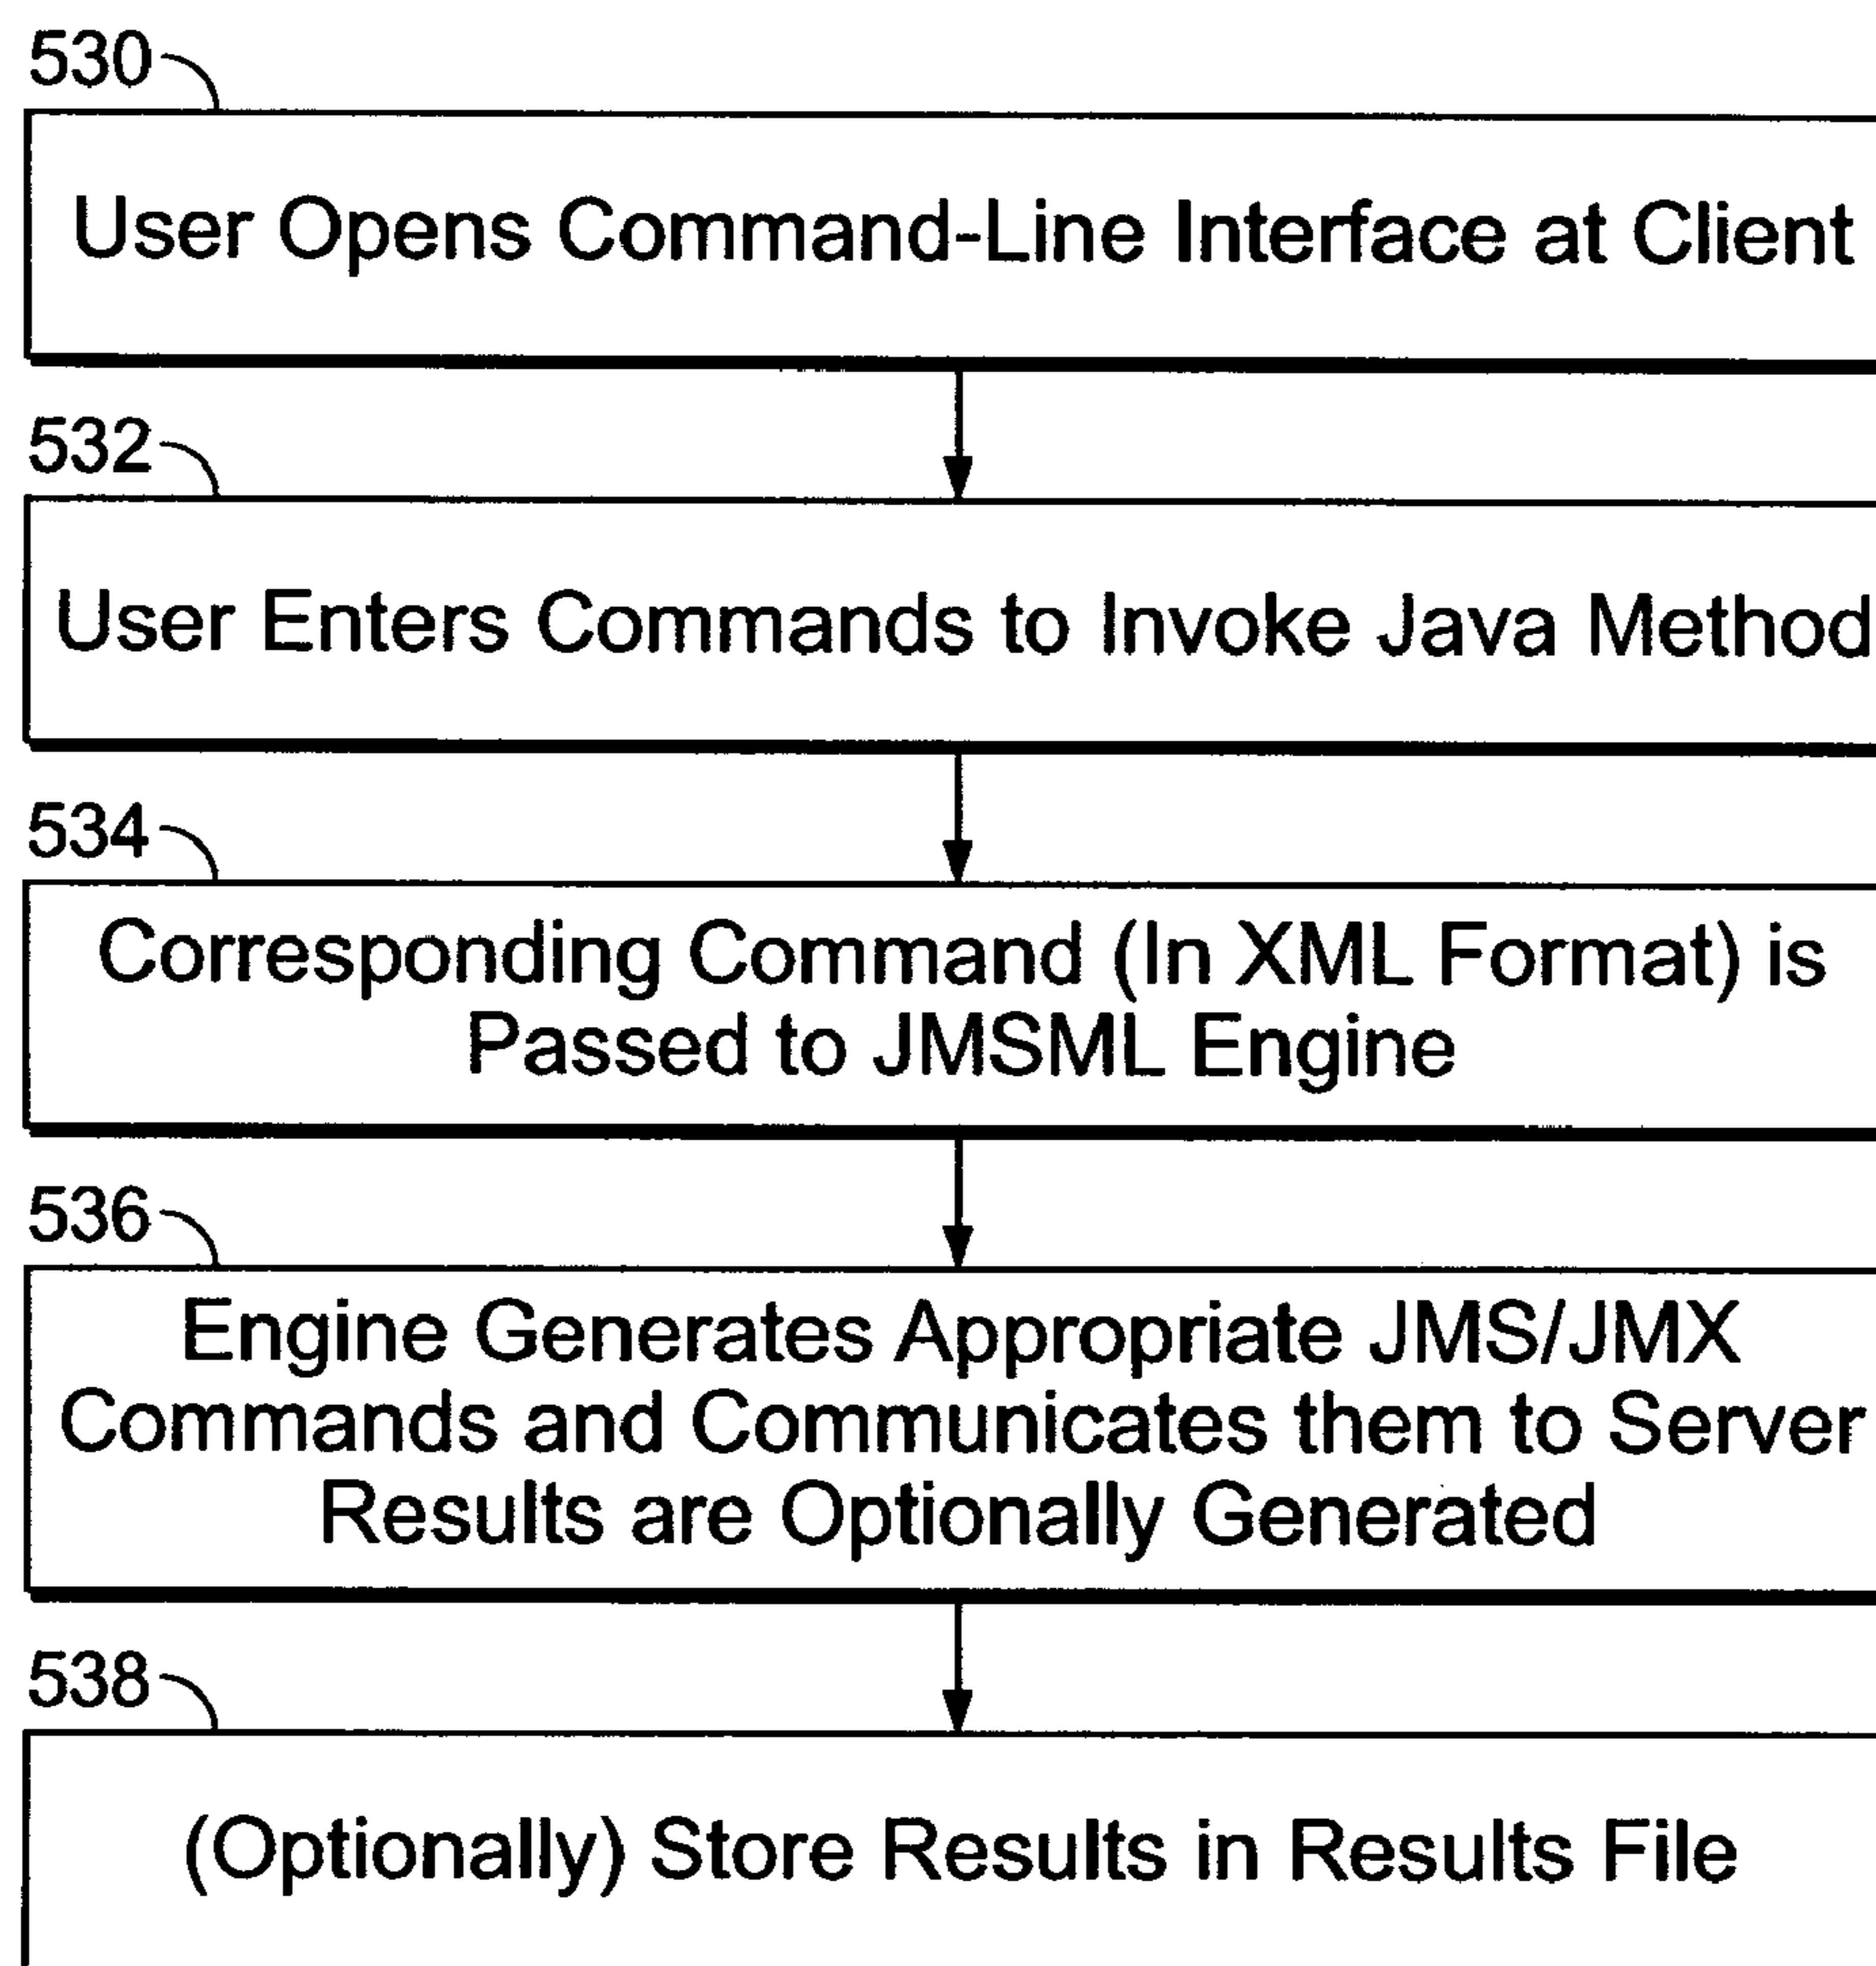 530
User Opens Command-Line Interface at Client
532
User Enters Commands to Invoke Java Method
534
Corresponding Command (In XML Format) is
Passed to JMSML Engine
536
Engine Generates Appropriate JMS/JMX
Commands and Communicates them to Server
Results are Optionally Generated
538
(Optionally) Store Results in Results File